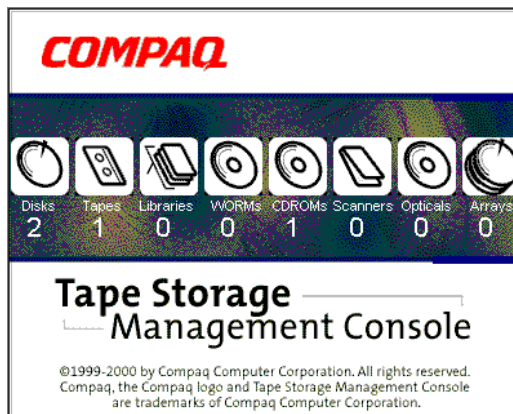 COMPAQ
Disks Tapes Libraries WORMs CDROMs Scanners Opticals Arrays
2 1 0 0 1 0 0 0
Tape Storage
Management Console
©1999-2000 by Compaq Computer Corporation. All rights reserved.
Compaq, the Compaq logo and Tape Storage Management Console
are trademarks of Compaq Computer Corporation.